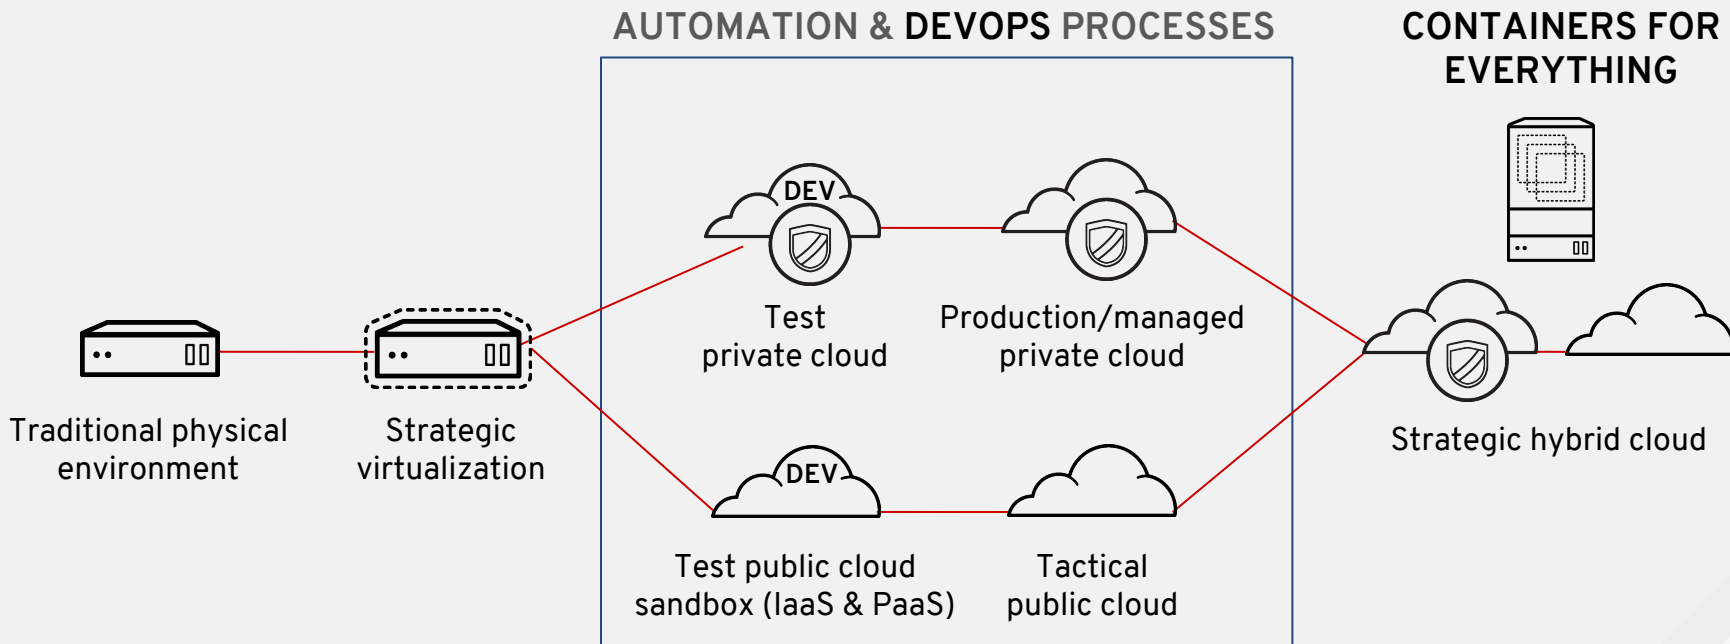 AUTOMATION & DEVOPS PROCESSES
CONTAINERS FOR
EVERYTHING
DEV
Test
private cloud
Production/managed
private cloud
Traditional physical
environment
Strategic
virtualization
Strategic hybrid cloud
DEV
Test public cloud
sandbox (IaaS & PaaS)
Tactical
public cloud